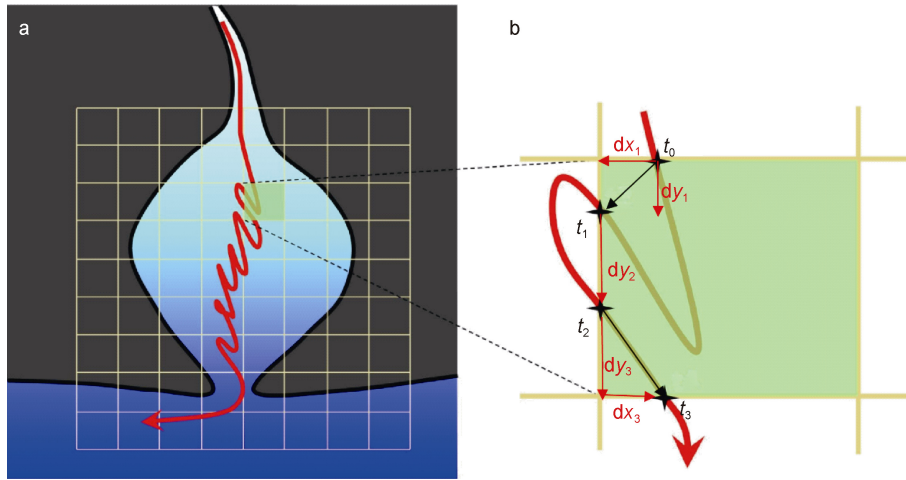 a
b
dx₁
t₀
dy₁
t₁
dy₂
t₂
dy₃
dx₃
t₃